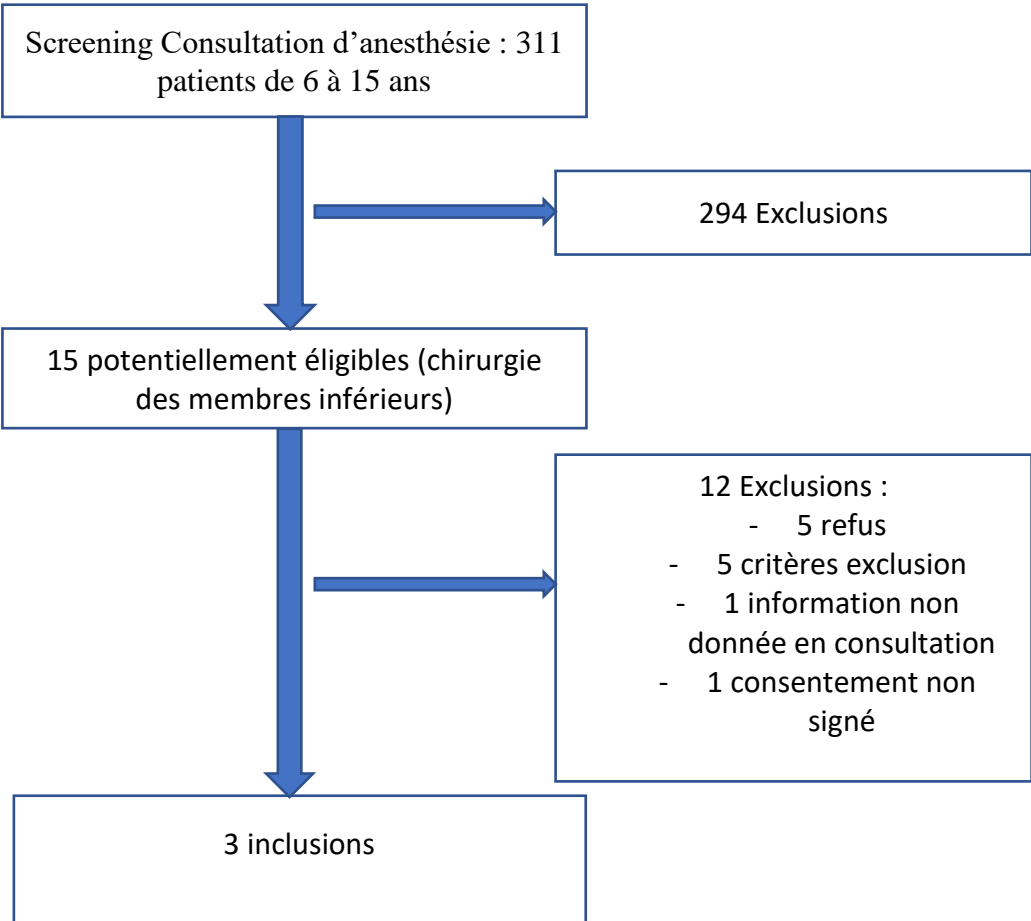 Screening Consultation d’anesthésie : 311
patients de 6 à 15 ans
294 Exclusions
15 potentiellement éligibles (chirurgie
des membres inférieurs)
12 Exclusions :
- 5 refus
- 5 critères exclusion
- 1 information non
donnée en consultation
- 1 consentement non
signé
3 inclusions